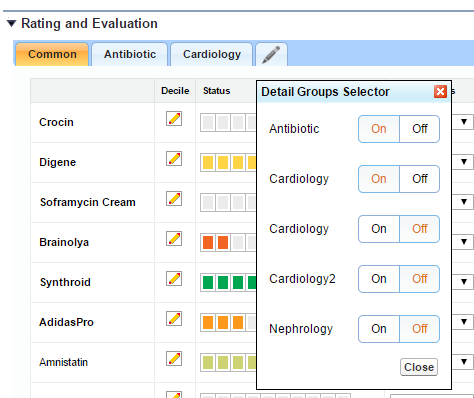 Rating and Evaluation
Common Antibiotic Cardiology
Decile Status s
Detail Groups Selector
Antibiotic On Off
Cardiology On Off
Cardiology On Off
Cardiology2 On Off
Nephrology On Off
Close
Crocin
Digene
Soframycin Cream
Brainolya
Synthroid
AdidasPro
Amnistatin